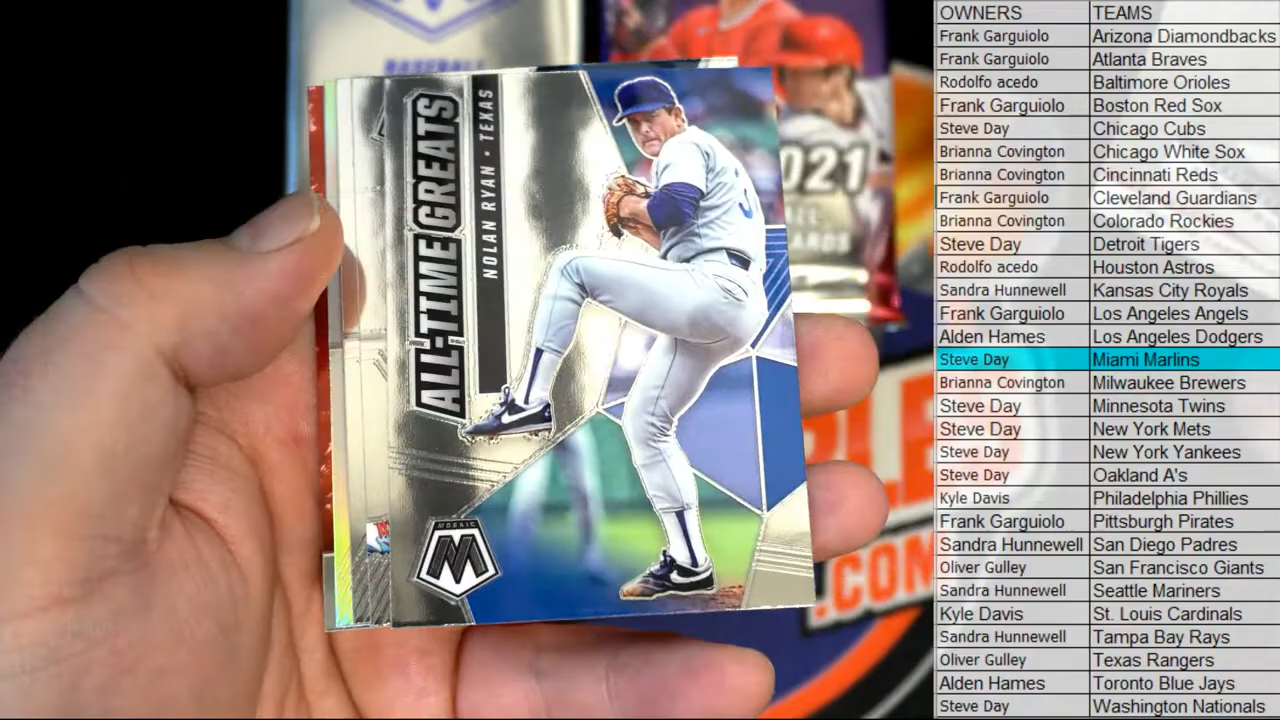 BASEBALL
2021
ALL-TIME GREATS
NOLAN RYAN · TEXAS
MOSAIC
M
.COM
OWNERS TEAMS
Frank Garguiolo Arizona Diamondbacks
Frank Garguiolo Atlanta Braves
Rodolfo acedo Baltimore Orioles
Frank Garguiolo Boston Red Sox
Steve Day Chicago Cubs
Brianna Covington Chicago White Sox
Brianna Covington Cincinnati Reds
Frank Garguiolo Cleveland Guardians
Brianna Covington Colorado Rockies
Steve Day Detroit Tigers
Rodolfo acedo Houston Astros
Sandra Hunnewell Kansas City Royals
Frank Garguiolo Los Angeles Angels
Alden Hames Los Angeles Dodgers
Steve Day Miami Marlins
Brianna Covington Milwaukee Brewers
Steve Day Minnesota Twins
Steve Day New York Mets
Steve Day New York Yankees
Steve Day Oakland A's
Kyle Davis Philadelphia Phillies
Frank Garguiolo Pittsburgh Pirates
Sandra Hunnewell San Diego Padres
Oliver Gulley San Francisco Giants
Sandra Hunnewell Seattle Mariners
Kyle Davis St. Louis Cardinals
Sandra Hunnewell Tampa Bay Rays
Oliver Gulley Texas Rangers
Alden Hames Toronto Blue Jays
Steve Day Washington Nationals